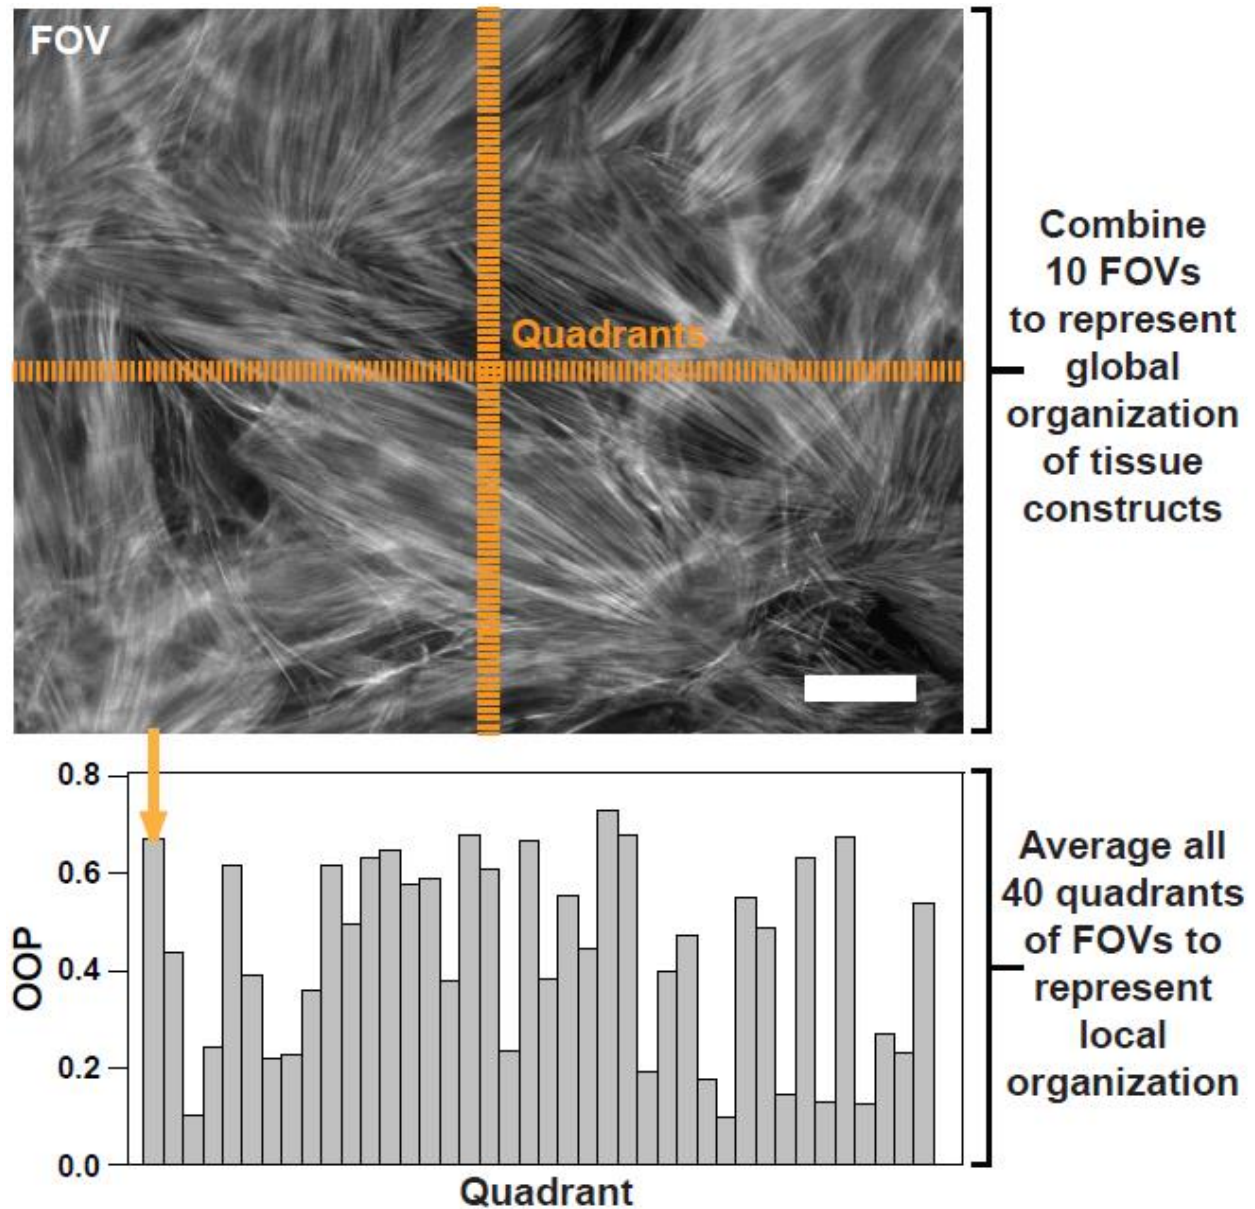 FOV
Quadrants
Combine
10 FOVs
to represent
global
organization
of tissue
constructs
0.8
0.6
0.4
0.2
0.0
OOP
Quadrant
Average all
40 quadrants
of FOVs to
represent
local
organization